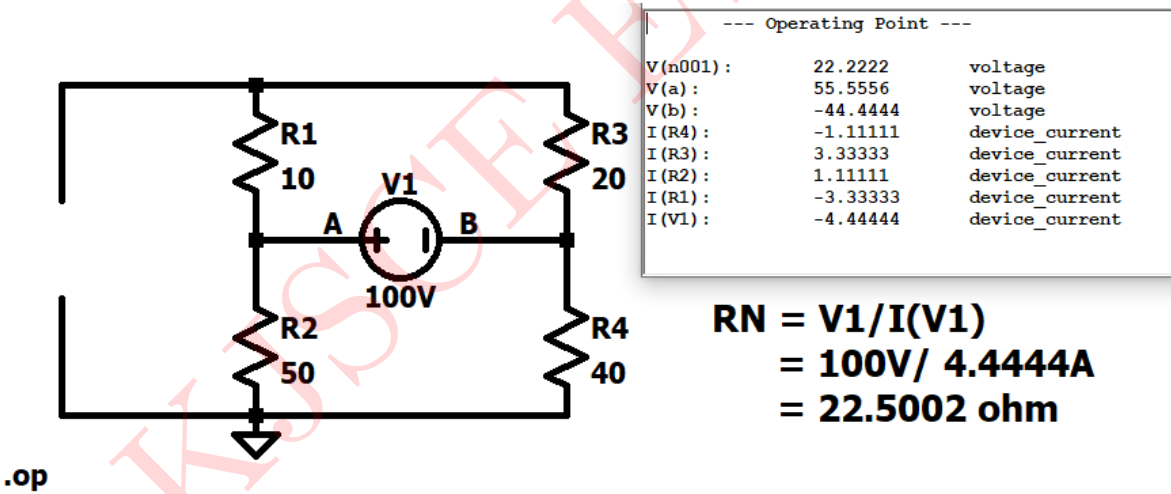 --- Operating Point ---
V(n001): 22.2222 voltage
V(a): 55.5556 voltage
V(b): -44.4444 voltage
I(R4): -1.11111 device_current
I(R3): 3.33333 device_current
I(R2): 1.11111 device_current
I(R1): -3.33333 device_current
I(V1): -4.44444 device_current
R1
10
R3
20
V1
A
B
100V
R2
50
R4
40
RN = V1/I(V1)
= 100V/ 4.4444A
= 22.5002 ohm
.op
KJSCE